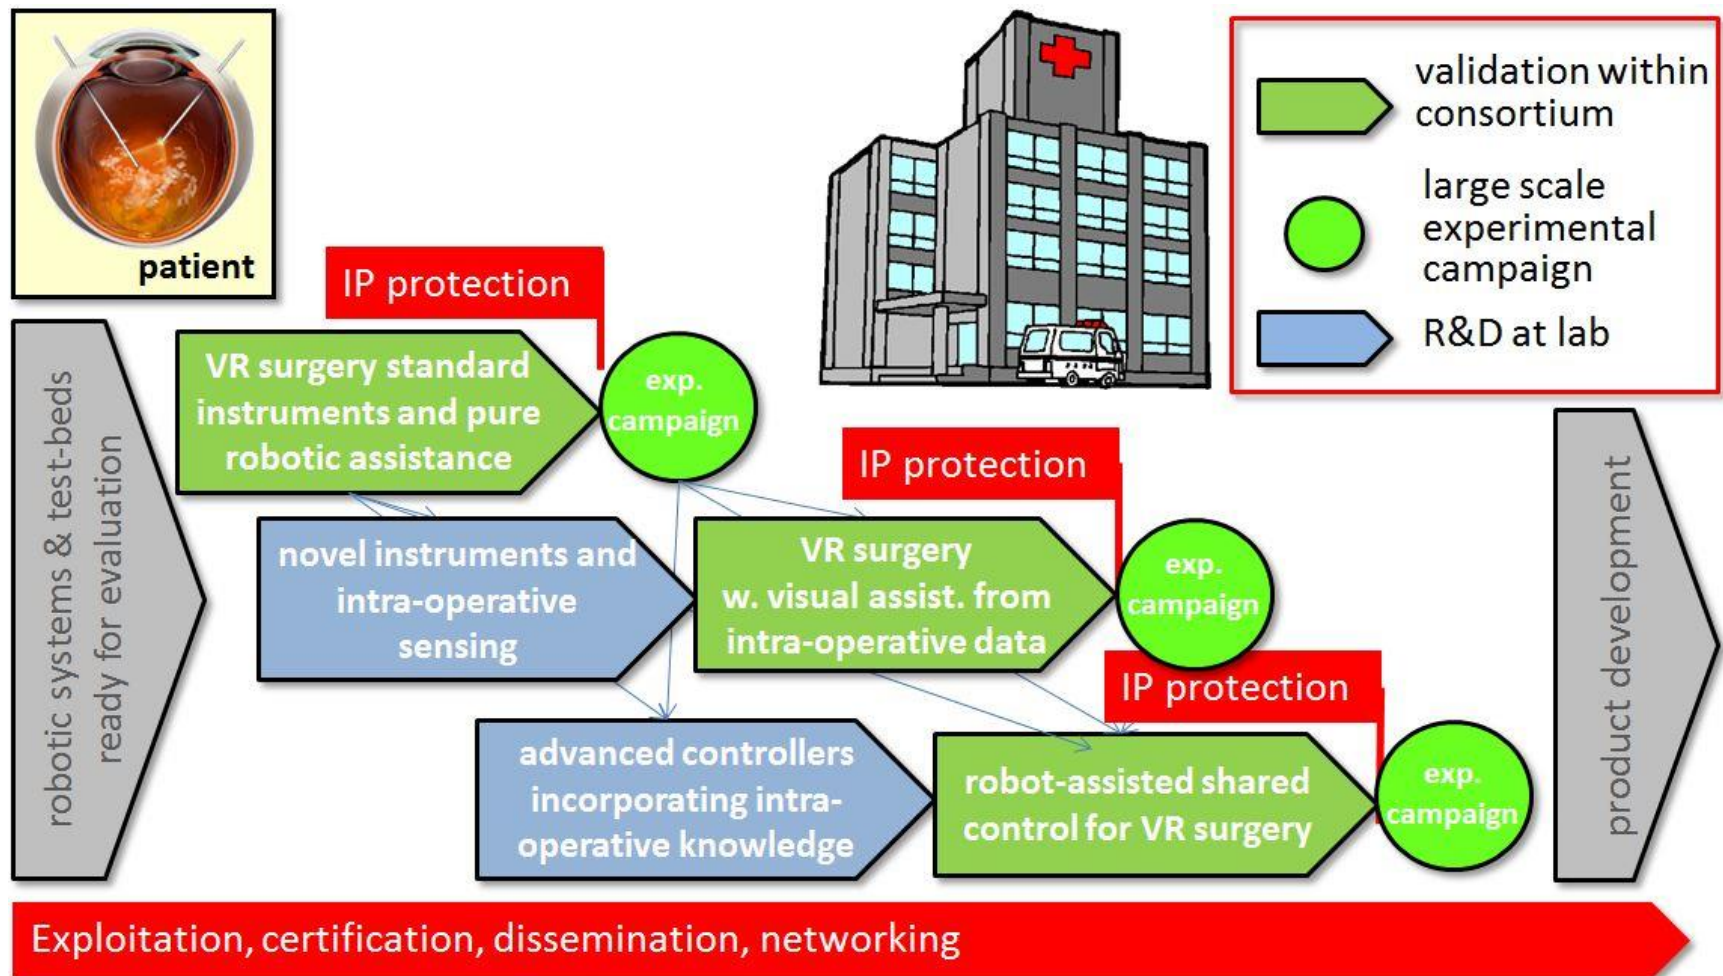 patient
validation within
consortium
large scale
experimental
campaign
R&D at lab
IP protection
robotic systems & test-beds
ready for evaluation
VR surgery standard
instruments and pure
robotic assistance
exp.
campaign
IP protection
novel instruments and
intra-operative
sensing
VR surgery
w. visual assist. from
intra-operative data
exp.
campaign
IP protection
advanced controllers
incorporating intra-
operative knowledge
robot-assisted shared
control for VR surgery
exp.
campaign
product development
Exploitation, certification, dissemination, networking